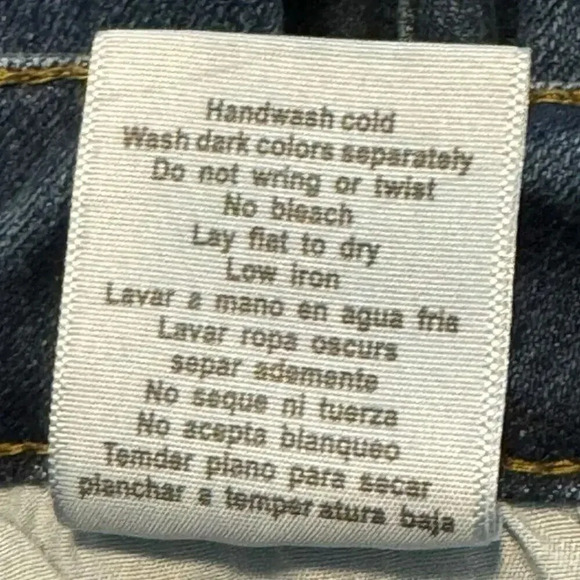 Handwash cold
Wash dark colors separately
Do not wring or twist
No bleach
Lay flat to dry
Low iron
Lavar a mano en agua fria
Lavar ropa oscura
separ adamente
No seque ni tuerza
No acepta blanqueo
Temder plano para secar
planchar a temper atura baja